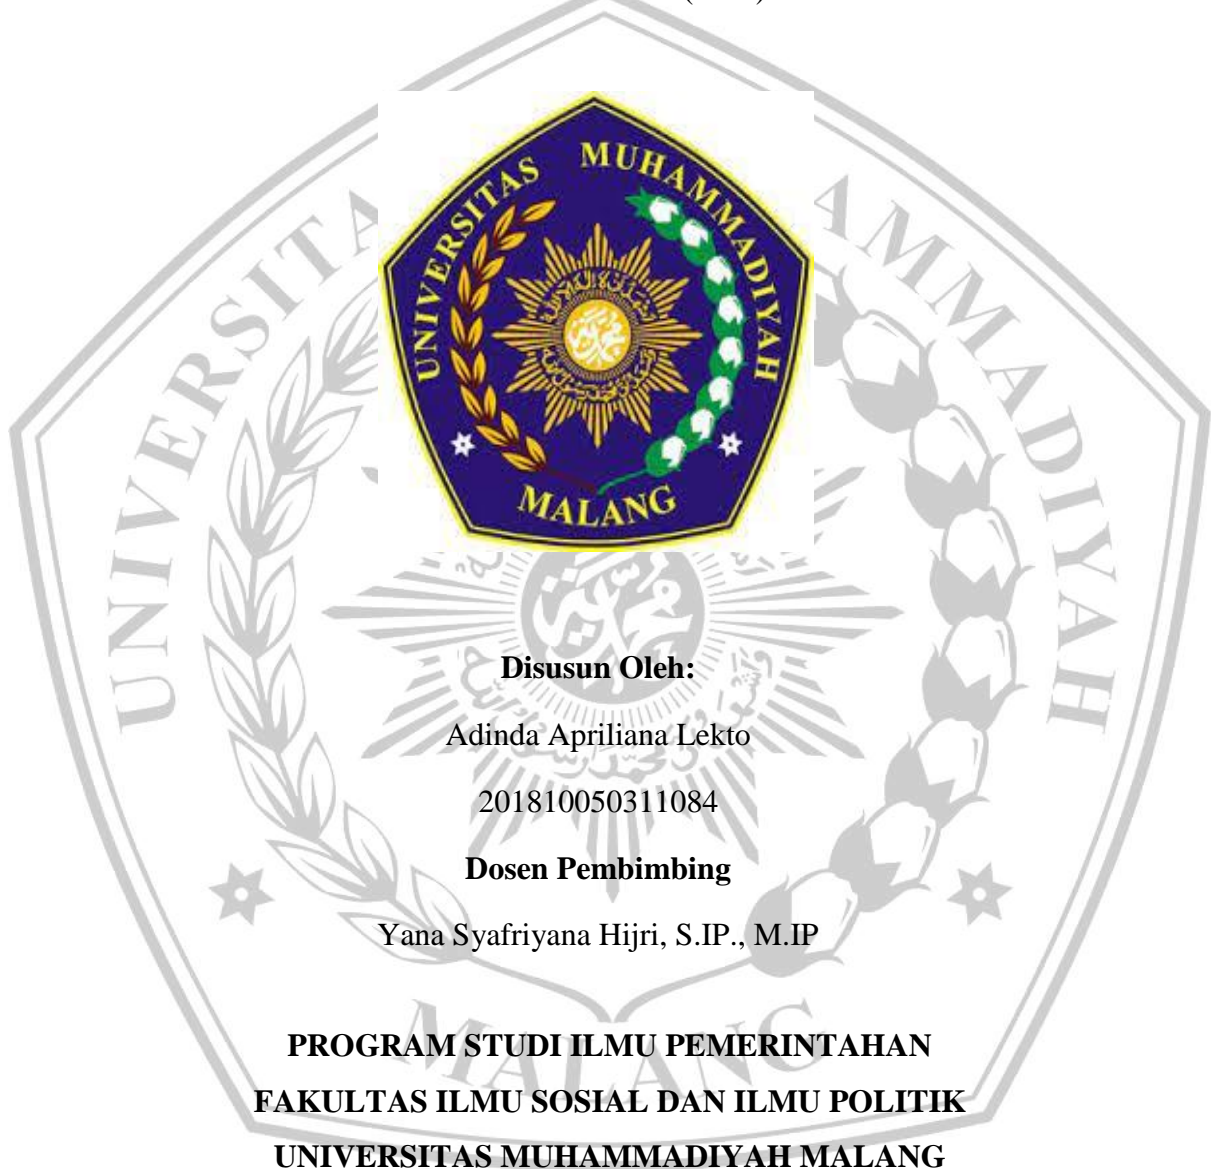 UNIVERSITAS MUHAMMADIYAH
MALANG
Disusun Oleh:
Adinda Apriliana Lekto
201810050311084
Dosen Pembimbing
Yana Syafriyana Hijri, S.IP., M.IP
PROGRAM STUDI ILMU PEMERINTAHAN
FAKULTAS ILMU SOSIAL DAN ILMU POLITIK
UNIVERSITAS MUHAMMADIYAH MALANG